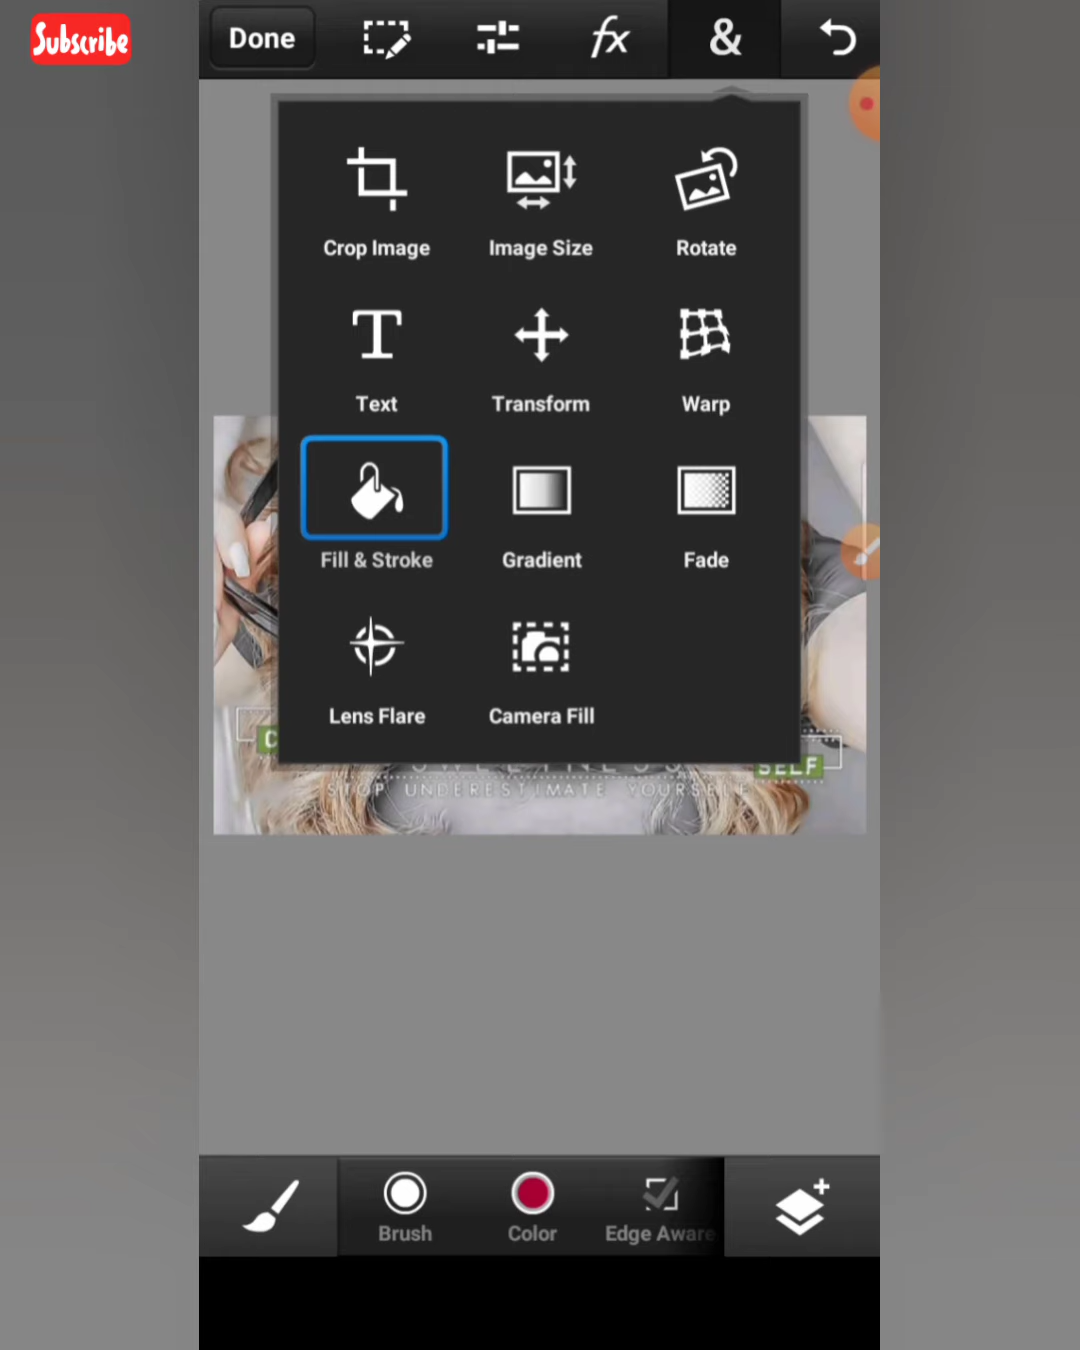 Subscribe
Done fx &
Crop Image Image Size Rotate
T
Text Transform Warp
Fill & Stroke Gradient Fade
Lens Flare Camera Fill
C
SELF
STOP UNDERESTIMATE YOURSELF
Brush Color Edge Aware